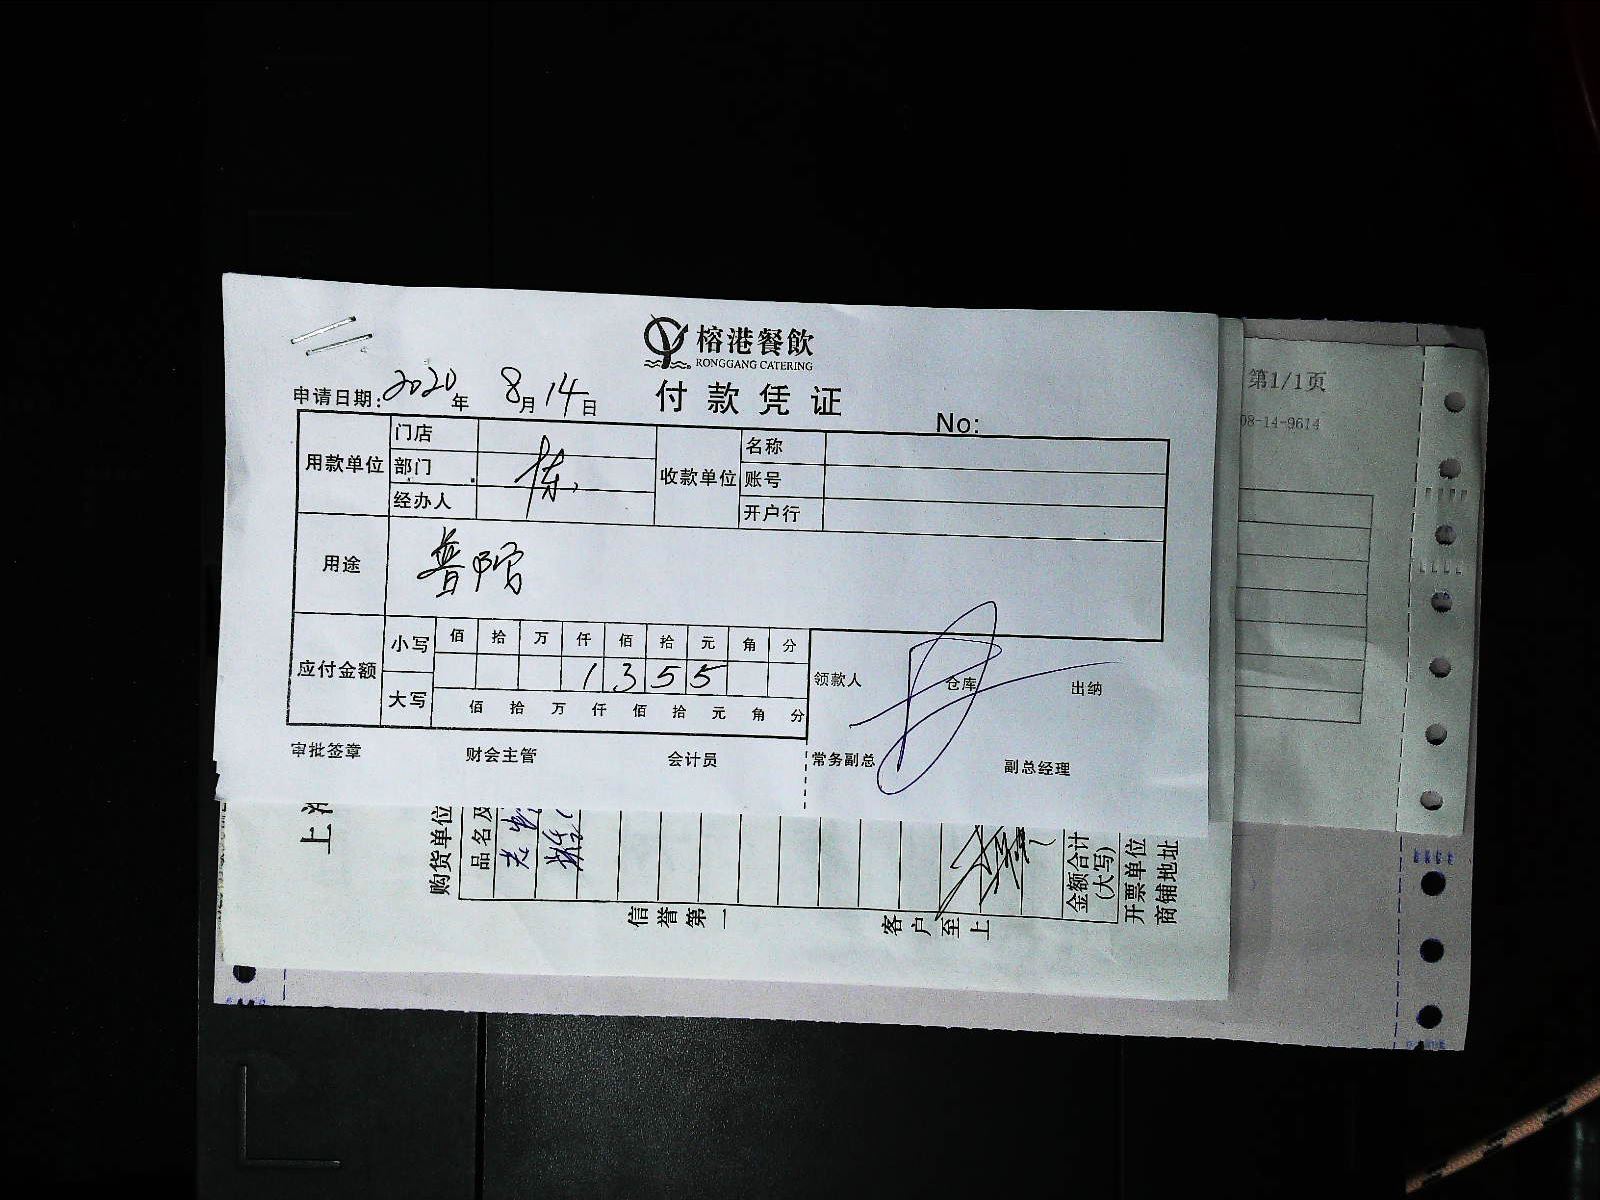 榕港餐飲
RONGGANG CATERING
付款凭证
申请日期: 2020 年 8 月 14 日
No:
用款单位 门店 收款单位 名称
部门 账号
经办人 开户行
用途 普陀
应付金额 小写 佰 拾 万 仟 佰 拾 元 角 分
1 3 5 5
大写 佰 拾 万 仟 佰 拾 元 角 分
领款人 仓库 出纳
审批签章 财会主管 会计员 常务副总 副总经理
第1/1页
08-14-9614
上海
购货单位
品名及
信誉第一
客户至上
金额合计
(大写)
开票单位
商铺地址